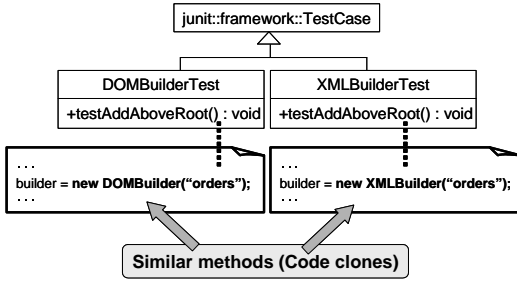 junit::framework::TestCase
DOMBuilderTest
+testAddAboveRoot() : void
XMLBuilderTest
+testAddAboveRoot() : void
...
builder = new DOMBuilder(“orders”);
...
...
builder = new XMLBuilder(“orders”);
...
Similar methods (Code clones)